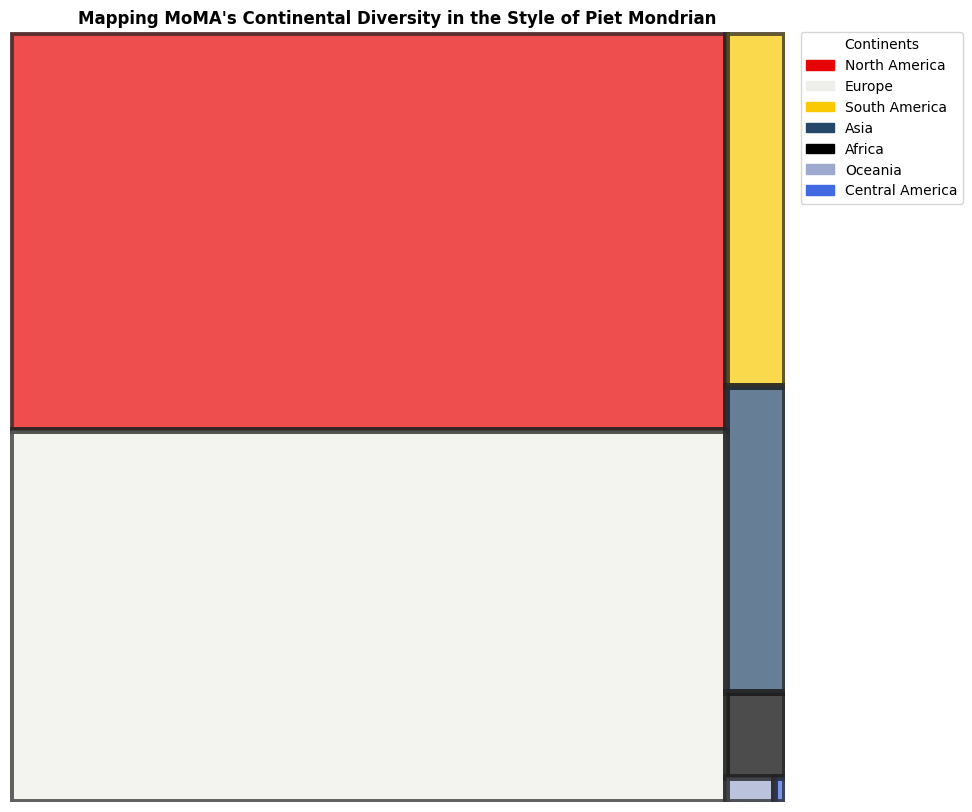 Mapping MoMA's Continental Diversity in the Style of Piet Mondrian
Continents
North America
Europe
South America
Asia
Africa
Oceania
Central America